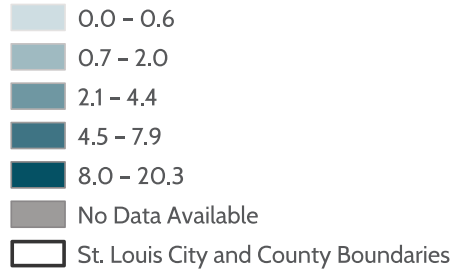 0.0 – 0.6
0.7 – 2.0
2.1 – 4.4
4.5 – 7.9
8.0 – 20.3
No Data Available
St. Louis City and County Boundaries